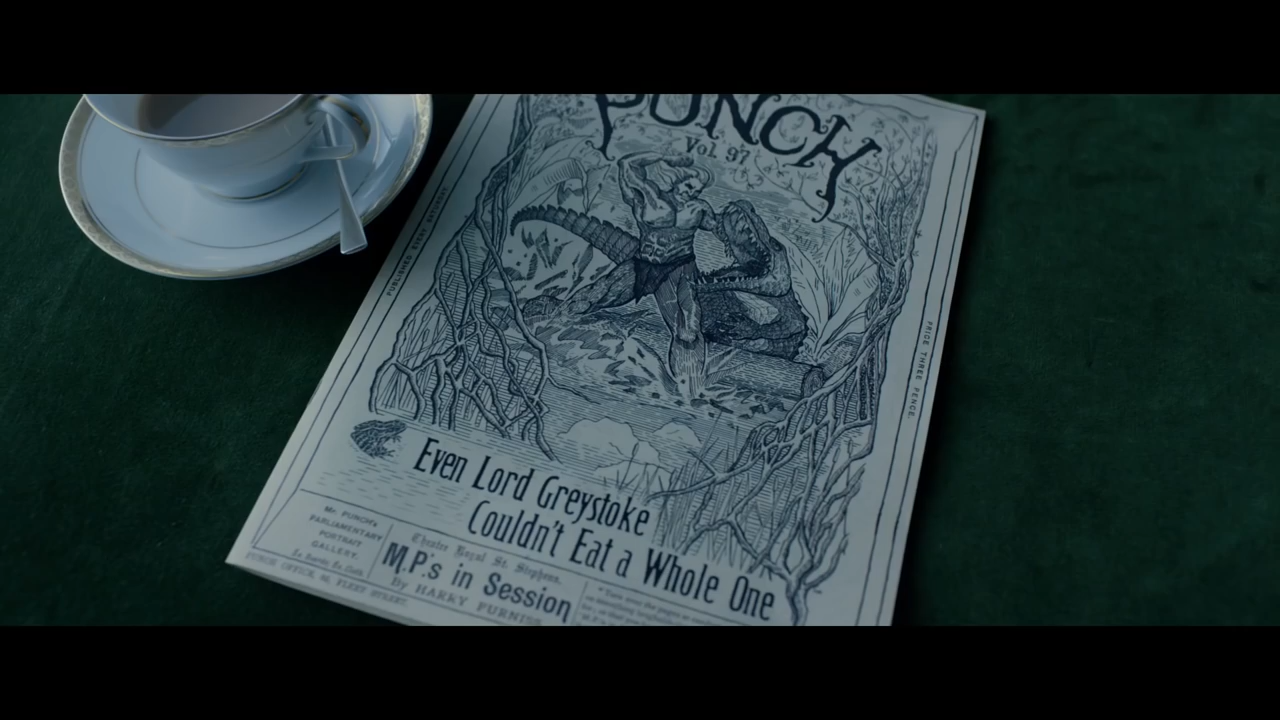 PUNCH
Vol. 97
PUBLISHED EVERY SATURDAY
PRICE THREE PENCE
Even Lord Greystoke
Couldn't Eat a Whole One
Mr. PUNCH's
PARLIAMENTARY
PORTRAIT
GALLERY.
Theatre Royal St. Stephens.
M.P.'s in Session
By HARRY FURNISS
PUNCH OFFICE, 85, FLEET STREET.